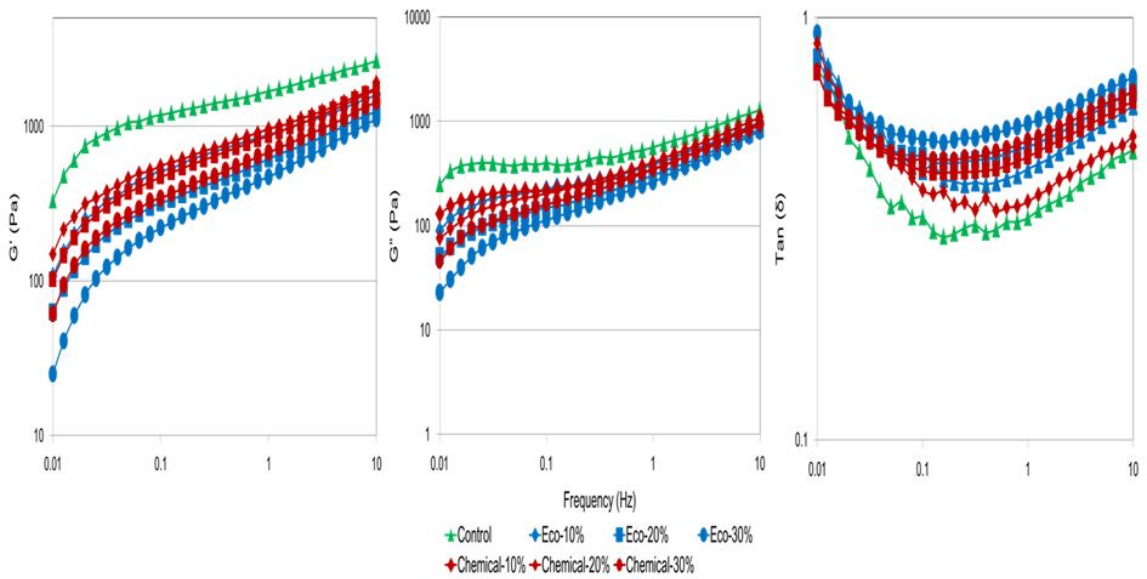 10000
1
1000
1000
G′ (Pa)
G″ (Pa)
Tan (δ)
100
100
10
10
1
0.1
0.01 0.1 1 10
0.01 0.1 1 10
0.01 0.1 1 10
Frequency (Hz)
Control Eco-10% Eco-20% Eco-30%
Chemical-10% Chemical-20% Chemical-30%